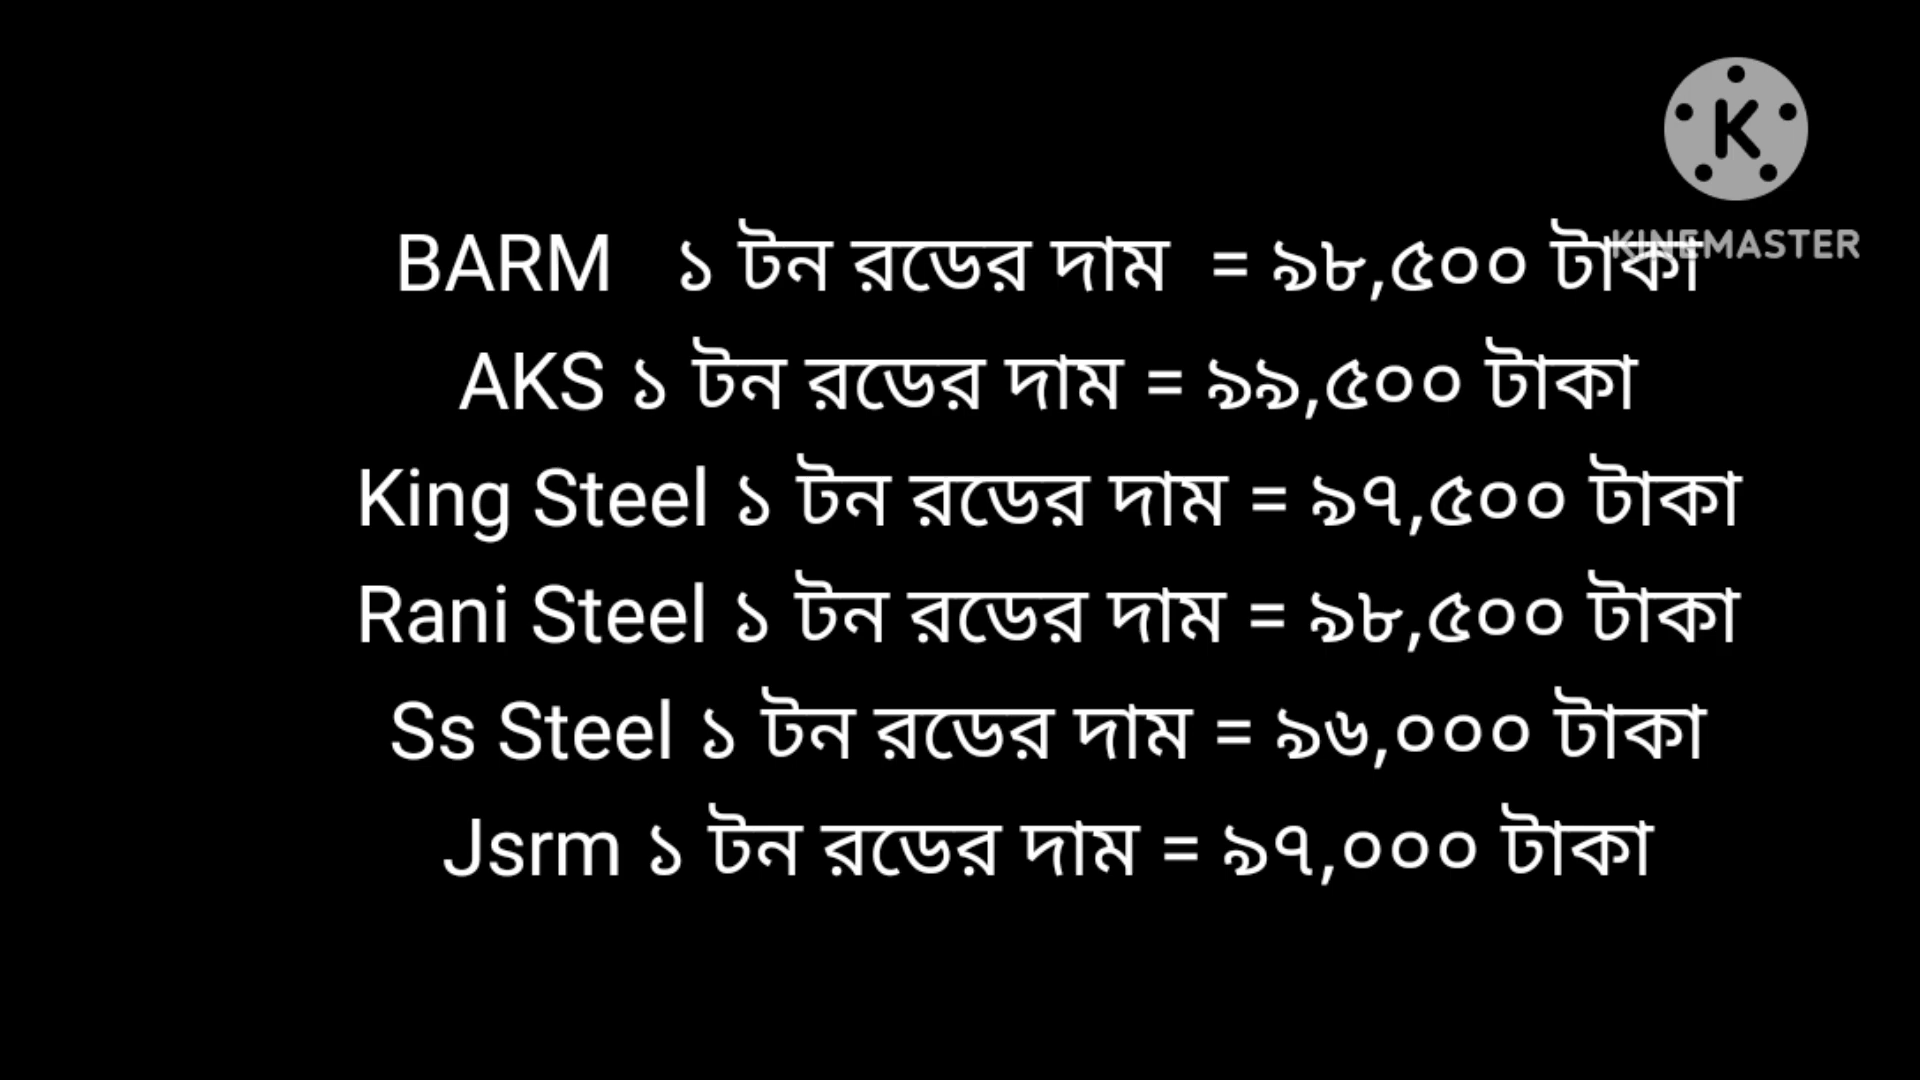 K
KINEMASTER
BARM ১ টন রডের দাম = ৯৮,৫০০ টাকা
AKS ১ টন রডের দাম = ৯৯,৫০০ টাকা
King Steel ১ টন রডের দাম = ৯৭,৫০০ টাকা
Rani Steel ১ টন রডের দাম = ৯৮,৫০০ টাকা
Ss Steel ১ টন রডের দাম = ৯৬,০০০ টাকা
Jsrm ১ টন রডের দাম = ৯৭,০০০ টাকা